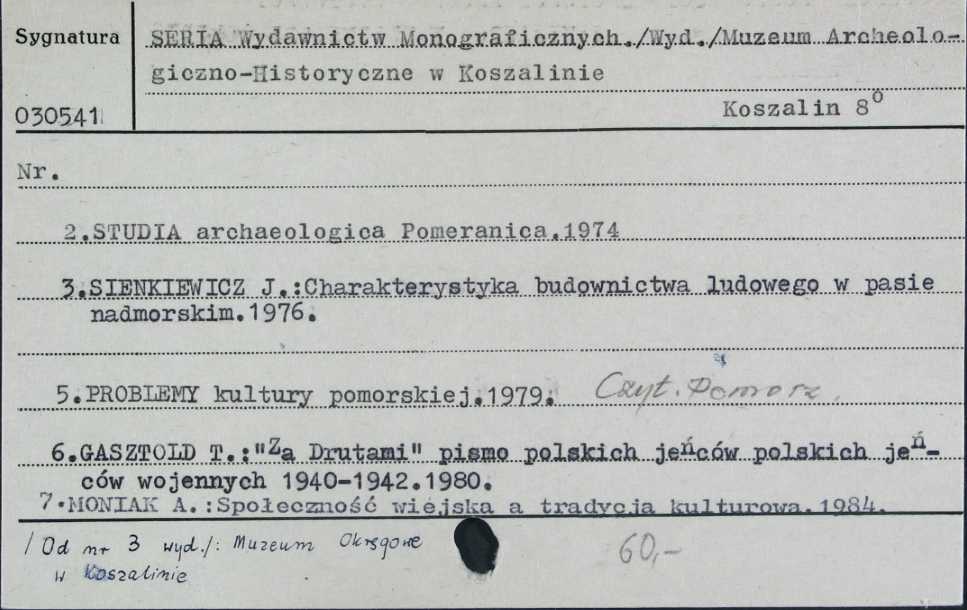 Sygnatura
SERIA Wydawnictw Monograficznych./Wyd./Muzeum Archeolo-
giczno-Historyczne w Koszalinie
030541
Koszalin 8°
Nr.
2.STUDIA archaeologica Pomeranica.1974
3.SIENKIEWICZ J.:Charakterystyka budownictwa ludowego w pasie
nadmorskim.1976.
5.PROBLEMY kultury pomorskiej.1979. Czyt. Pomorz.
6.GASZTOLD T.:"Za Drutami" pismo polskich jeńców polskich jeń-
ców wojennych 1940-1942.1980.
7.MONIAK A.:Społeczność wiejska a tradycja kulturowa.1984.
/Od nr 3 wyd./: Muzeum Okręgowe
w Koszalinie
60,-